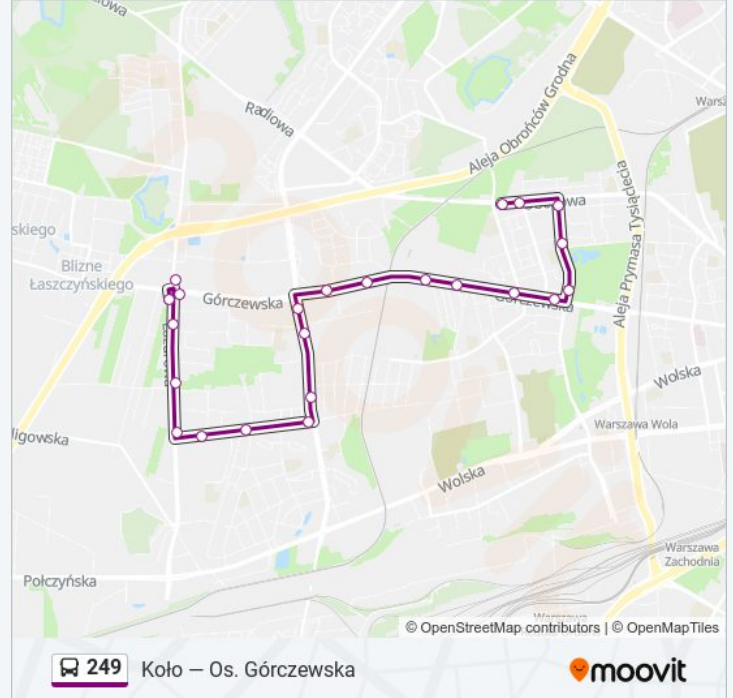 Radiowa
Aleja Obrońców Grodna
Aleja Prymasa Tysiąclecia
skiego
Blizne
Łaszczyńskiego
Górczewska
Górczewska
Wolska
ligowska
Warszawa Wola
Wolska
Połczyńska
Warszawa
Zachodnia
© OpenStreetMap contributors | © OpenMapTiles
249
Koło — Os. Górczewska
moovit